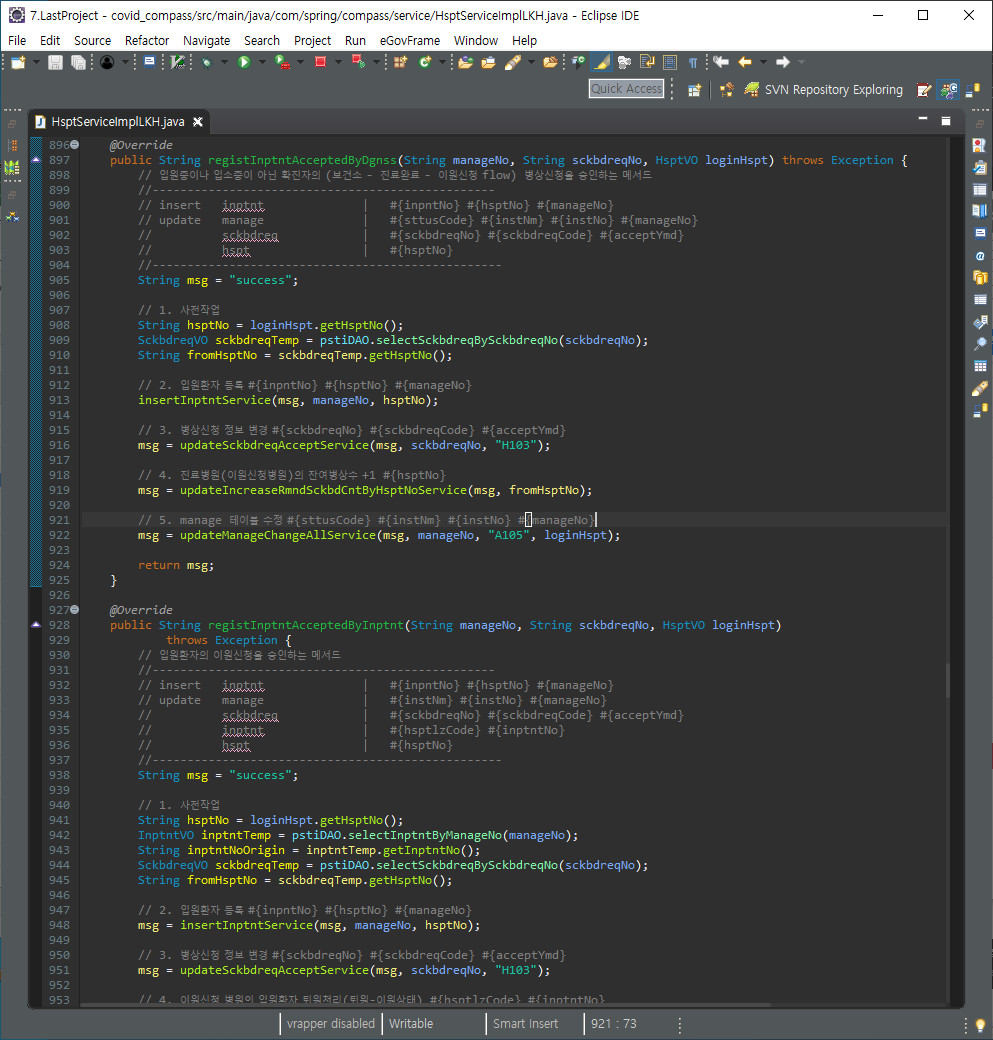 7.LastProject - covid_compass/src/main/java/com/spring/compass/service/HsptServiceImplLKH.java - Eclipse IDE
File Edit Source Refactor Navigate Search Project Run eGovFrame Window Help
Quick Access SVN Repository Exploring
HsptServiceImplLKH.java
896 @Override
897 public String registInptntAcceptedByDgnss(String manageNo, String sckbdreqNo, HsptVO loginHspt) throws Exception {
898 // 입원중이나 입소중이 아닌 확진자의 (보건소 - 진료완료 - 이원신청 flow) 병상신청을 승인하는 메서드
899 //-------------------------------------------------
900 // insert inptnt | #{inpntNo} #{hsptNo} #{manageNo}
901 // update manage | #{sttusCode} #{instNm} #{instNo} #{manageNo}
902 // sckbdreq | #{sckbdreqNo} #{sckbdreqCode} #{acceptYmd}
903 // hspt | #{hsptNo}
904 //--------------------------------------------------
905 String msg = "success";
906
907 // 1. 사전작업
908 String hsptNo = loginHspt.getHsptNo();
909 SckbdreqVO sckbdreqTemp = pstiDAO.selectSckbdreqBySckbdreqNo(sckbdreqNo);
910 String fromHsptNo = sckbdreqTemp.getHsptNo();
911
912 // 2. 입원환자 등록 #{inpntNo} #{hsptNo} #{manageNo}
913 insertInptntService(msg, manageNo, hsptNo);
914
915 // 3. 병상신청 정보 변경 #{sckbdreqNo} #{sckbdreqCode} #{acceptYmd}
916 msg = updateSckbdreqAcceptService(msg, sckbdreqNo, "H103");
917
918 // 4. 진료병원(이원신청병원)의 잔여병상수 +1 #{hsptNo}
919 msg = updateIncreaseRmndSckbdCntByHsptNoService(msg, fromHsptNo);
920
921 // 5. manage 테이블 수정 #{sttusCode} #{instNm} #{instNo} #{manageNo}
922 msg = updateManageChangeAllService(msg, manageNo, "A105", loginHspt);
923
924 return msg;
925 }
926
927 @Override
928 public String registInptntAcceptedByInptnt(String manageNo, String sckbdreqNo, HsptVO loginHspt)
929 throws Exception {
930 // 입원환자의 이원신청을 승인하는 메서드
931 //-------------------------------------------------
932 // insert inptnt | #{inpntNo} #{hsptNo} #{manageNo}
933 // update manage | #{instNm} #{instNo} #{manageNo}
934 // sckbdreq | #{sckbdreqNo} #{sckbdreqCode} #{acceptYmd}
935 // inptnt | #{hsptlzCode} #{inptntNo}
936 // hspt | #{hsptNo}
937 //--------------------------------------------------
938 String msg = "success";
939
940 // 1. 사전작업
941 String hsptNo = loginHspt.getHsptNo();
942 InptntVO inptntTemp = pstiDAO.selectInptntByManageNo(manageNo);
943 String inptntNoOrigin = inptntTemp.getInptntNo();
944 SckbdreqVO sckbdreqTemp = pstiDAO.selectSckbdreqBySckbdreqNo(sckbdreqNo);
945 String fromHsptNo = sckbdreqTemp.getHsptNo();
946
947 // 2. 입원환자 등록 #{inpntNo} #{hsptNo} #{manageNo}
948 msg = insertInptntService(msg, manageNo, hsptNo);
949
950 // 3. 병상신청 정보 변경 #{sckbdreqNo} #{sckbdreqCode} #{acceptYmd}
951 msg = updateSckbdreqAcceptService(msg, sckbdreqNo, "H103");
952
953 // 4. 이원신청 병원이 입원환자 퇴원처리(퇴원-이원상태) #{hsptlzCode} #{inptntNo}
vrapper disabled Writable Smart Insert 921 : 73